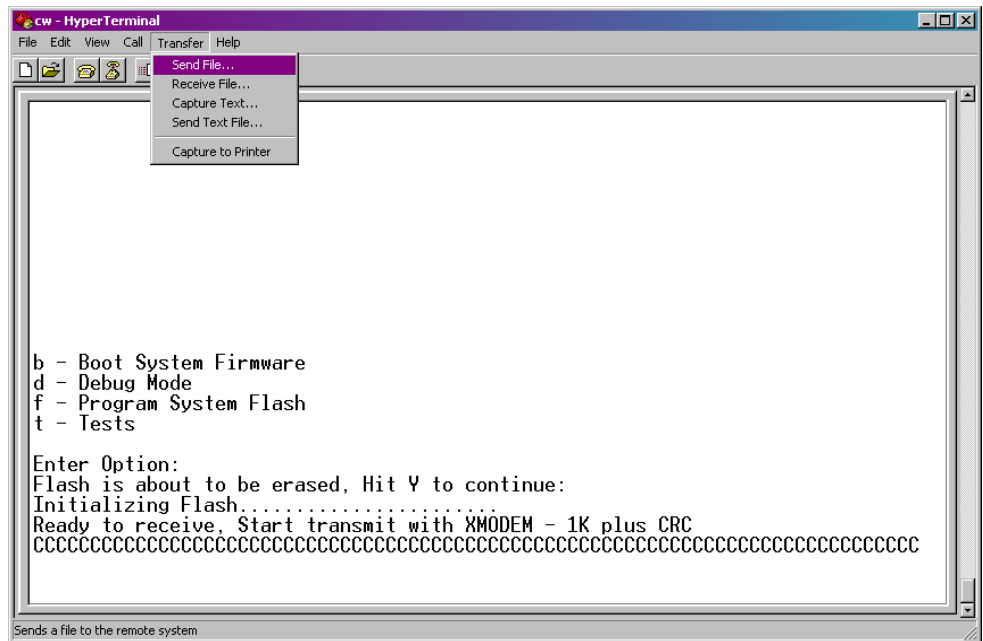 cw - HyperTerminal
File Edit View Call Transfer Help
Send File...
Receive File...
Capture Text...
Send Text File...
Capture to Printer
b - Boot System Firmware
d - Debug Mode
f - Program System Flash
t - Tests
Enter Option:
Flash is about to be erased, Hit Y to continue:
Initializing Flash.......................
Ready to receive, Start transmit with XMODEM - 1K plus CRC
CCCCCCCCCCCCCCCCCCCCCCCCCCCCCCCCCCCCCCCCCCCCCCCCCCCCCCCCCCCCCCCCCCCCCCCCCCCCCC
Sends a file to the remote system